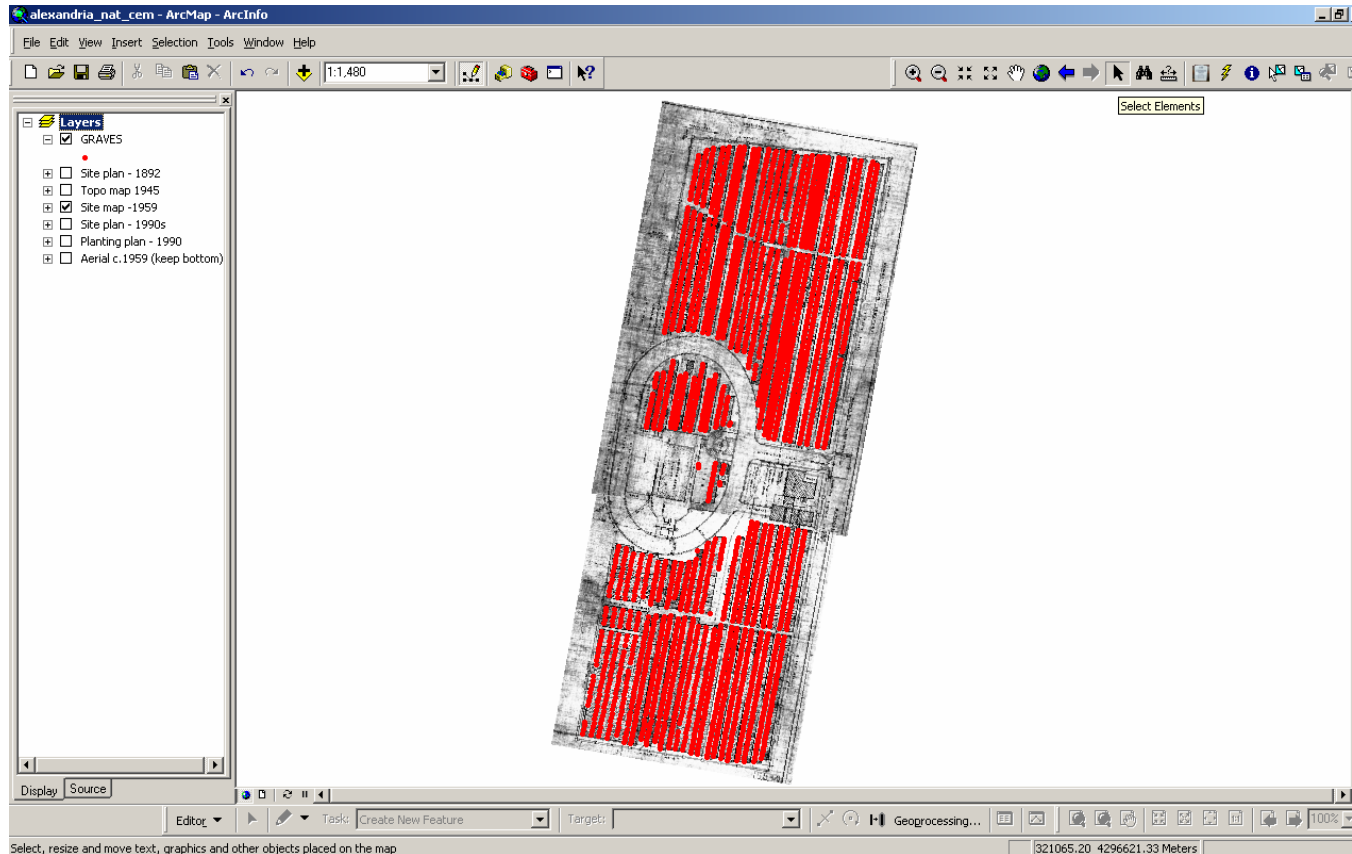 alexandria_nat_cem - ArcMap - ArcInfo
File Edit View Insert Selection Tools Window Help
1:1,480
Select Elements
Layers
GRAVES
Site plan - 1892
Topo map 1945
Site map -1959
Site plan - 1990s
Planting plan - 1990
Aerial c.1959 (keep bottom)
Display Source
Editor Task: Create New Feature Target: Geoprocessing... 100%
Select, resize and move text, graphics and other objects placed on the map 321065.20 4296621.33 Meters